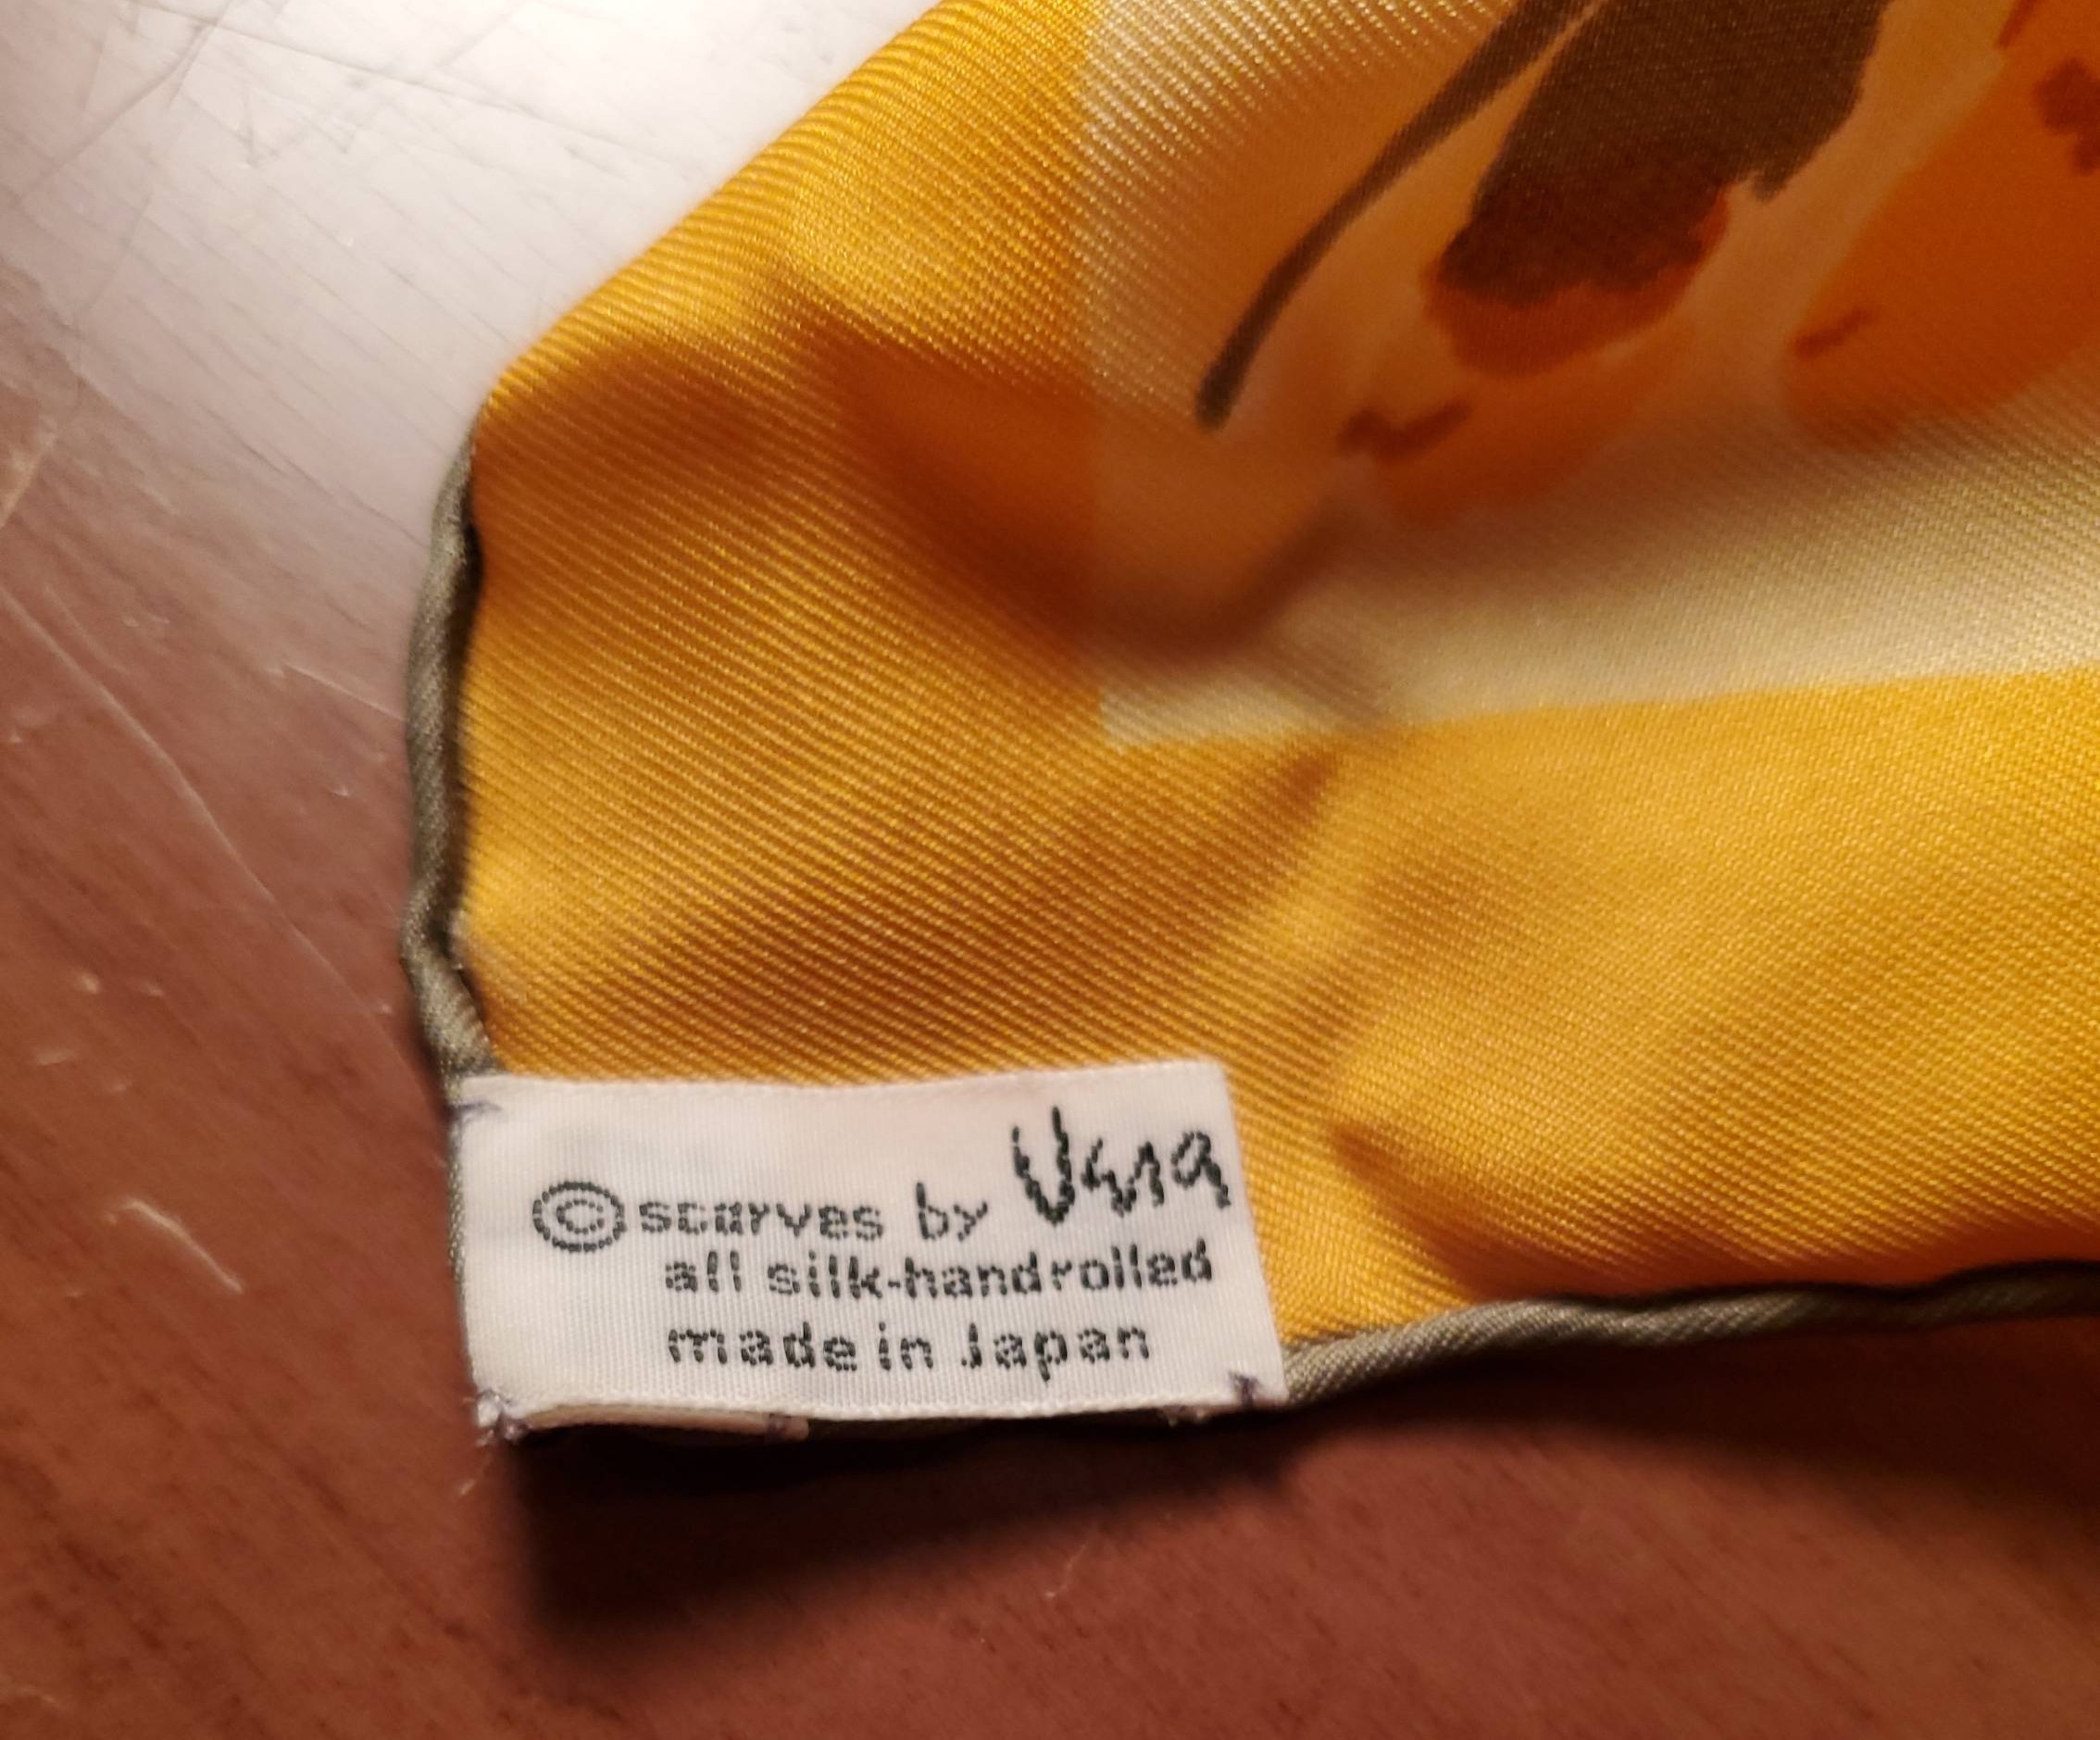 ©scarves by Vera
all silk-handrolled
made in Japan